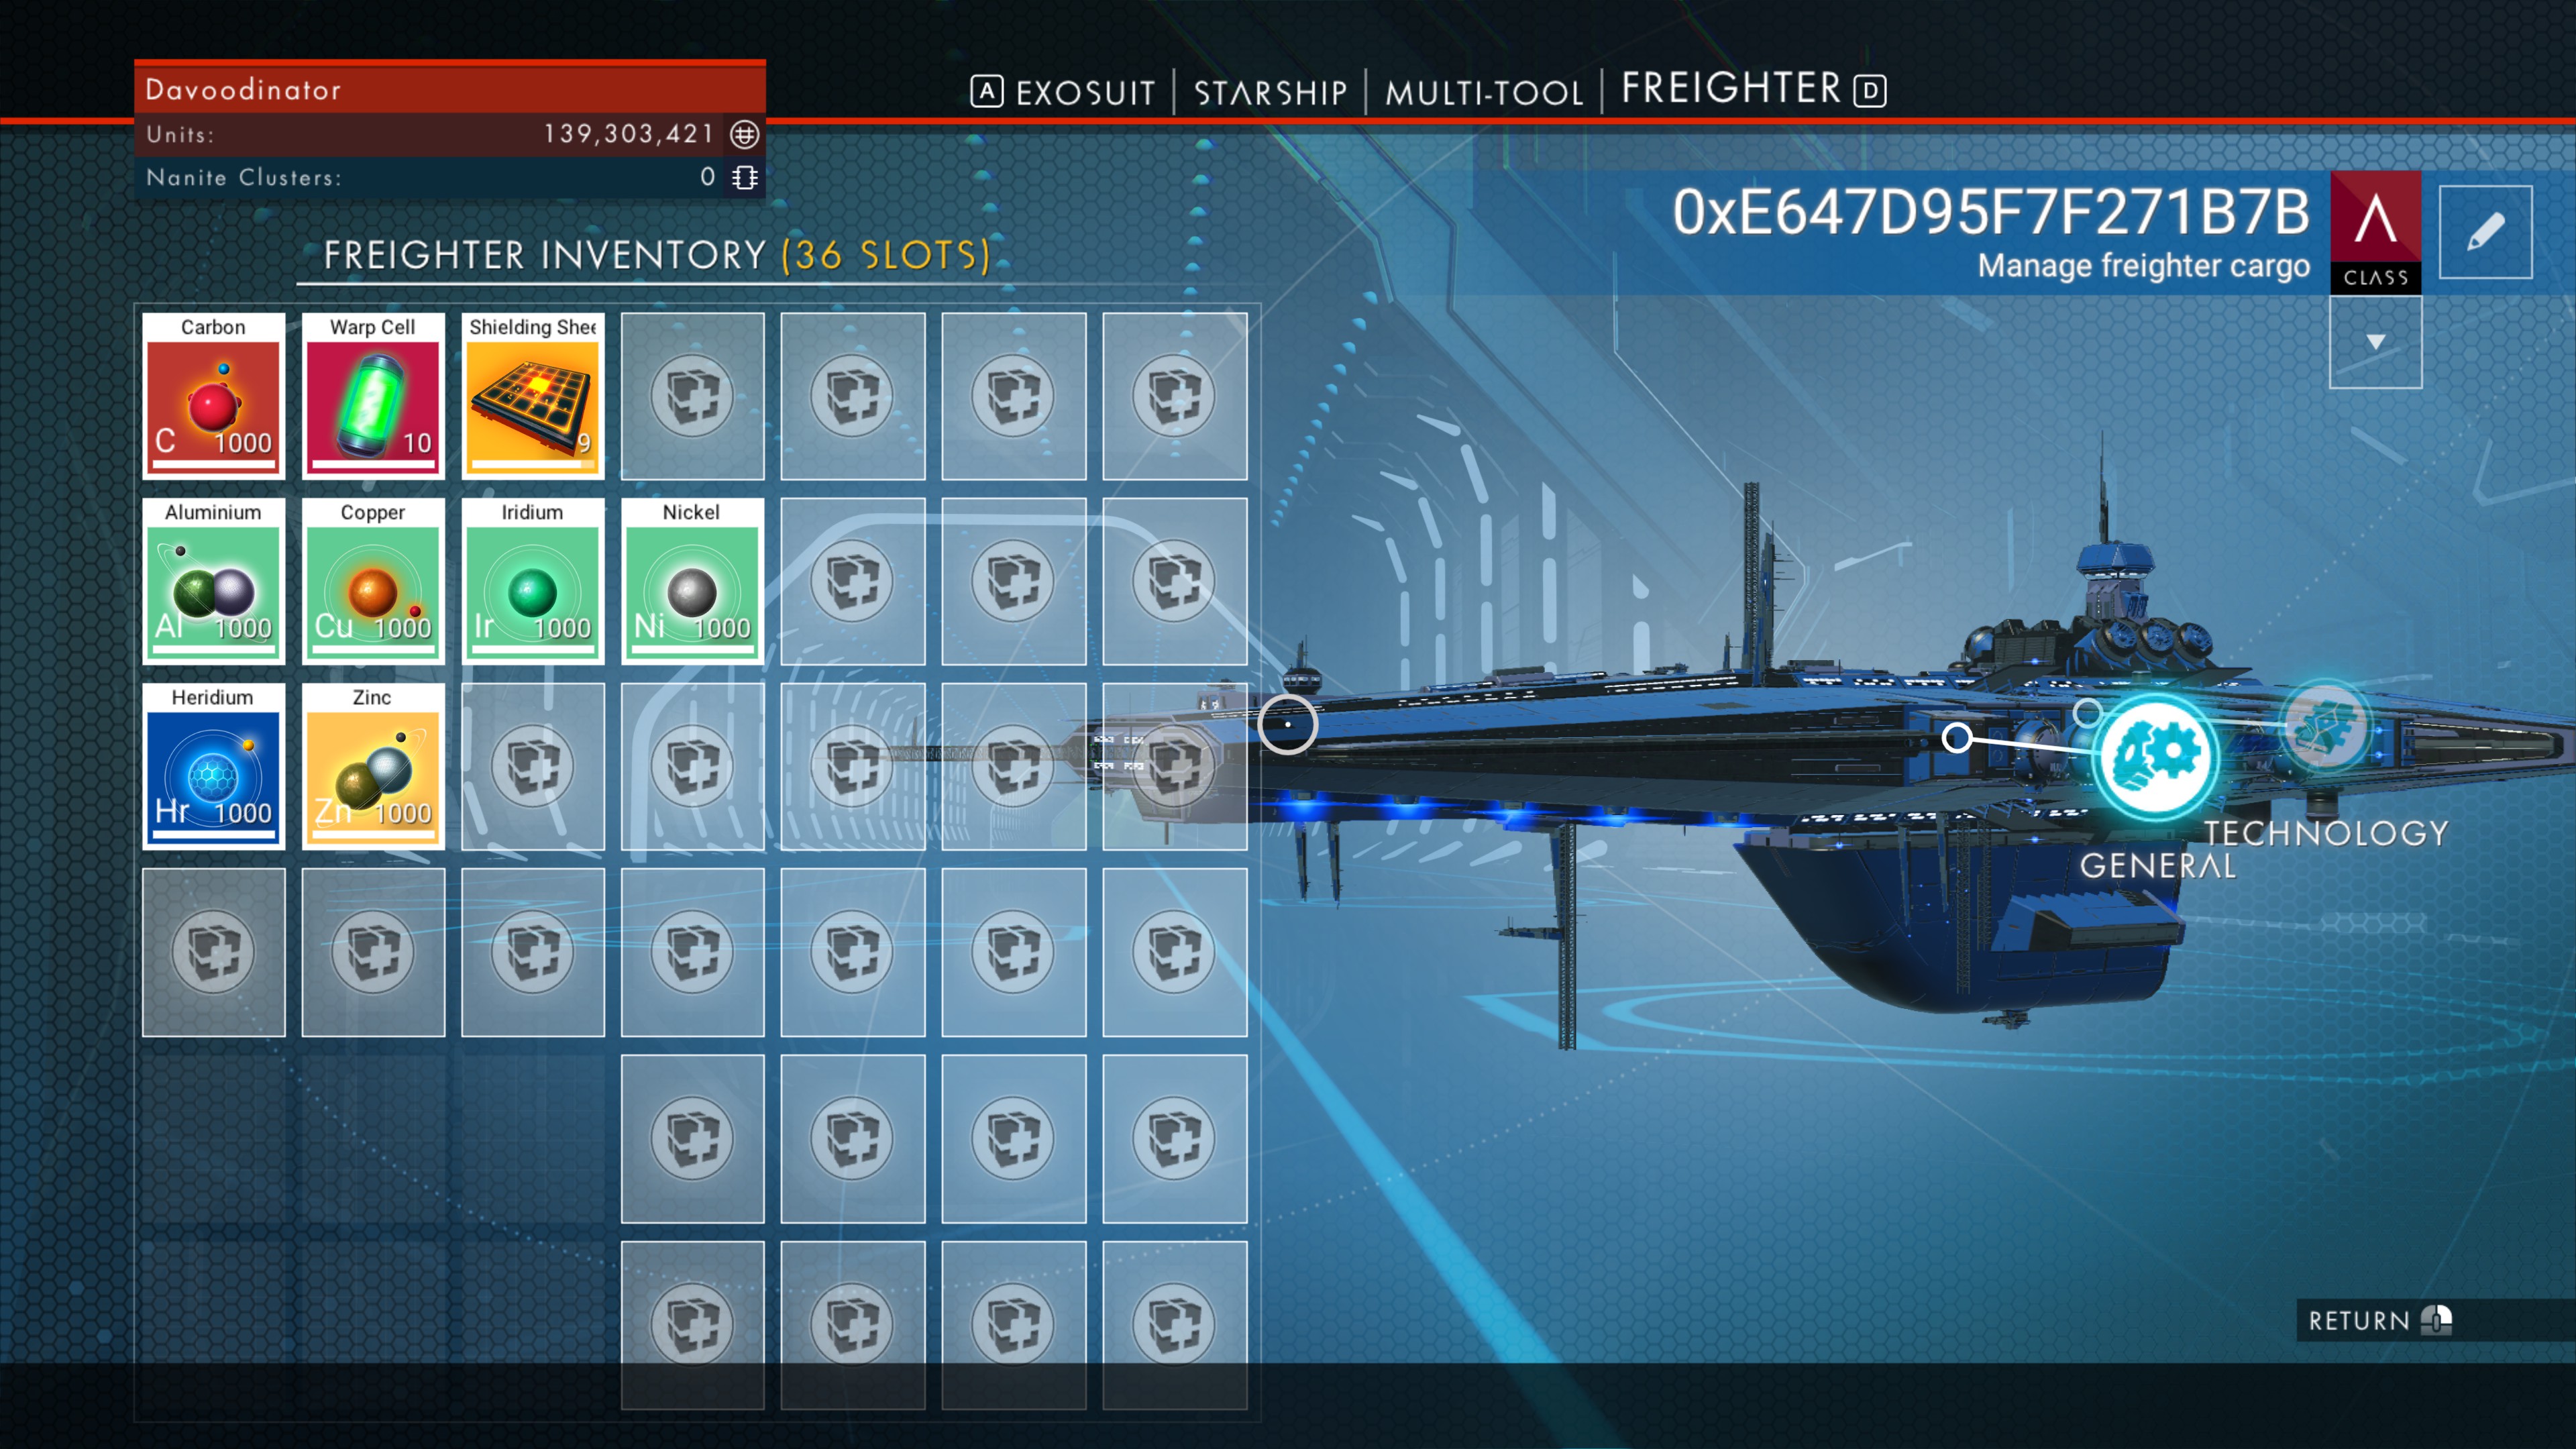 Davoodinator
Units: 139,303,421
Nanite Clusters: 0
A EXOSUIT STARSHIP MULTI-TOOL FREIGHTER D
0xE647D95F7F271B7B
Manage freighter cargo
A
CLASS
FREIGHTER INVENTORY (36 SLOTS)
Carbon Warp Cell Shielding Shee
C 1000 10 9
Aluminium Copper Iridium Nickel
Al 1000 Cu 1000 Ir 1000 Ni 1000
Heridium Zinc
Hr 1000 Zn 1000
TECHNOLOGY
GENERAL
RETURN